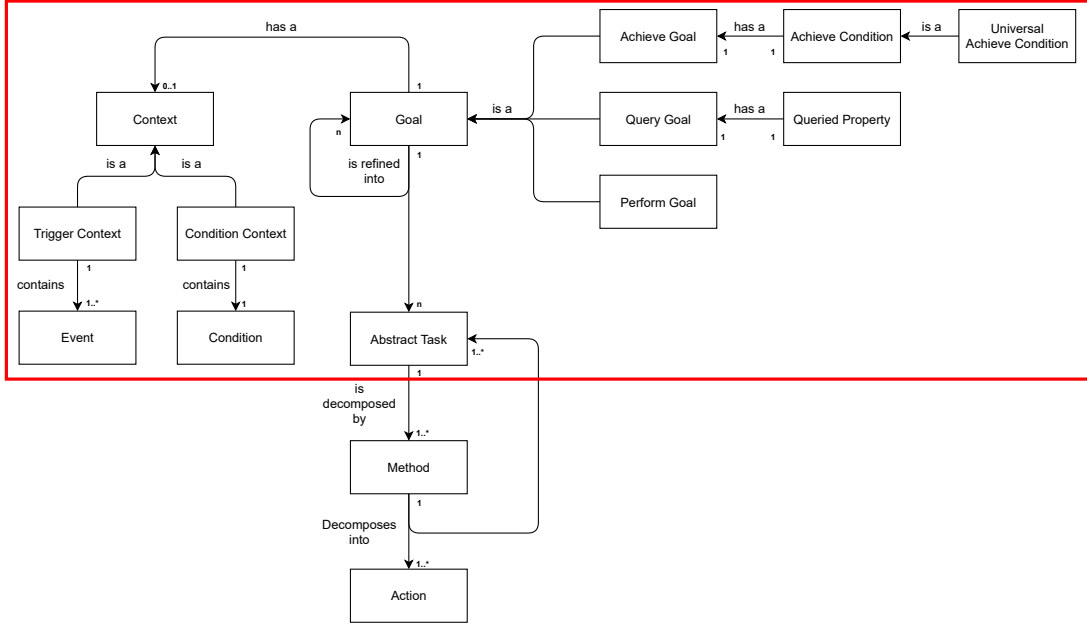 has a
0..1
1
Achieve Goal
has a
1
1
Achieve Condition
is a
Universal
Achieve Condition
Context
n
Goal
1
is a
Query Goal
has a
1
1
Queried Property
is a
is a
is refined
into
Perform Goal
Trigger Context
Condition Context
1
1
contains
contains
1..*
1
n
Event
Condition
Abstract Task
1..*
1
is
decomposed
by
1..*
Method
1
Decomposes
into
1..*
Action